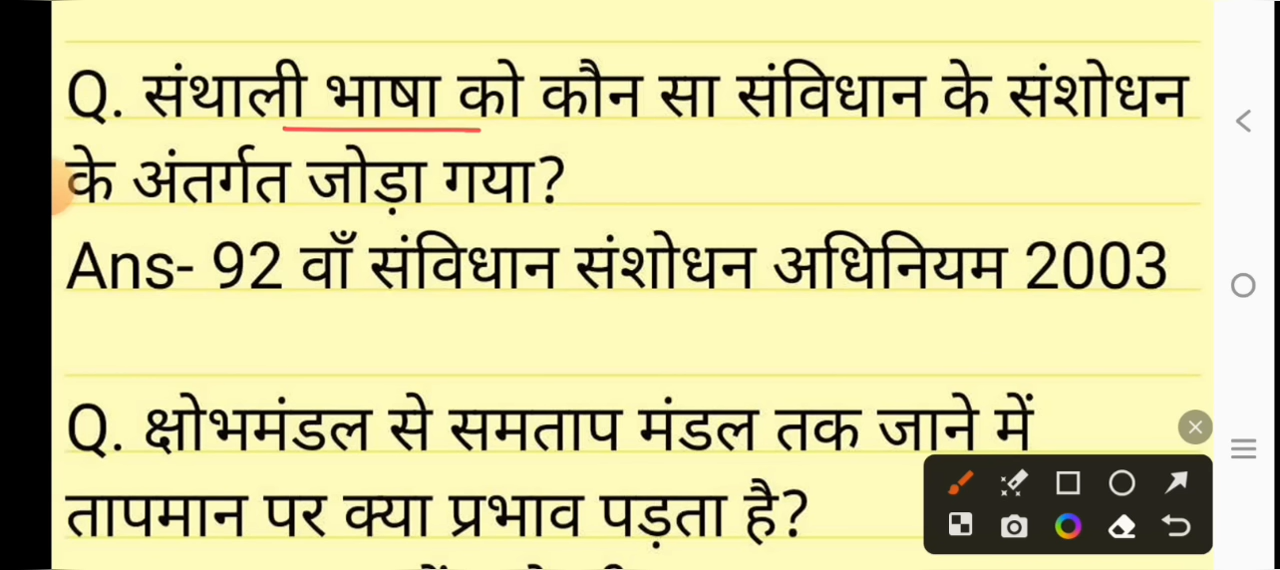 Q. संथाली भाषा को कौन सा संविधान के संशोधन
के अंतर्गत जोड़ा गया?
Ans- 92 वाँ संविधान संशोधन अधिनियम 2003
Q. क्षोभमंडल से समताप मंडल तक जाने में
तापमान पर क्या प्रभाव पड़ता है?